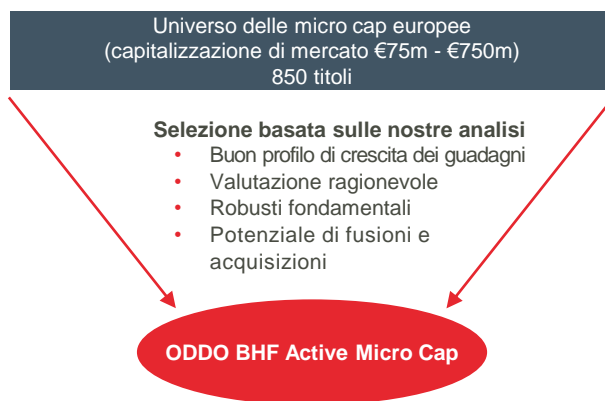 Universo delle micro cap europee
(capitalizzazione di mercato €75m - €750m)
850 titoli
Selezione basata sulle nostre analisi
• Buon profilo di crescita dei guadagni
• Valutazione ragionevole
• Robusti fondamentali
• Potenziale di fusioni e
acquisizioni
ODDO BHF Active Micro Cap